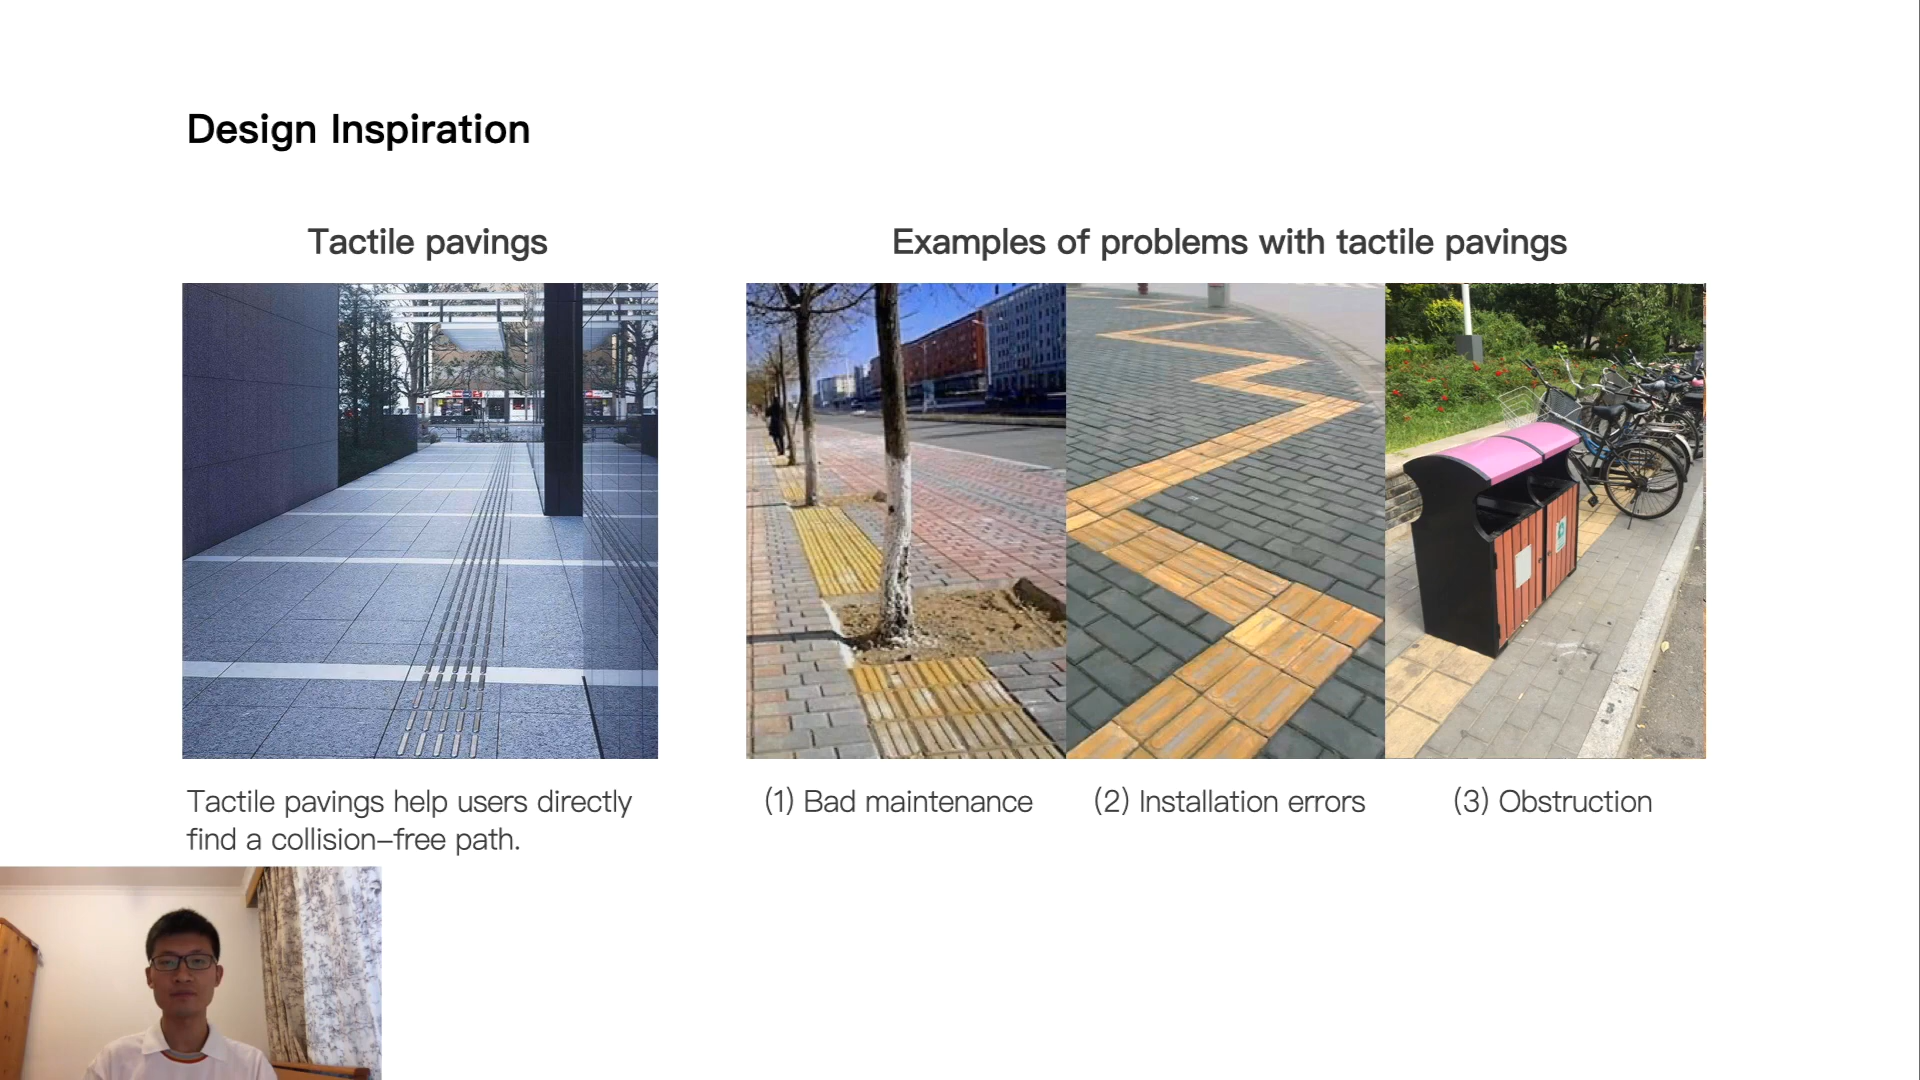 Design Inspiration
Tactile pavings
Examples of problems with tactile pavings
Tactile pavings help users directly
find a collision–free path.
(1) Bad maintenance
(2) Installation errors
(3) Obstruction